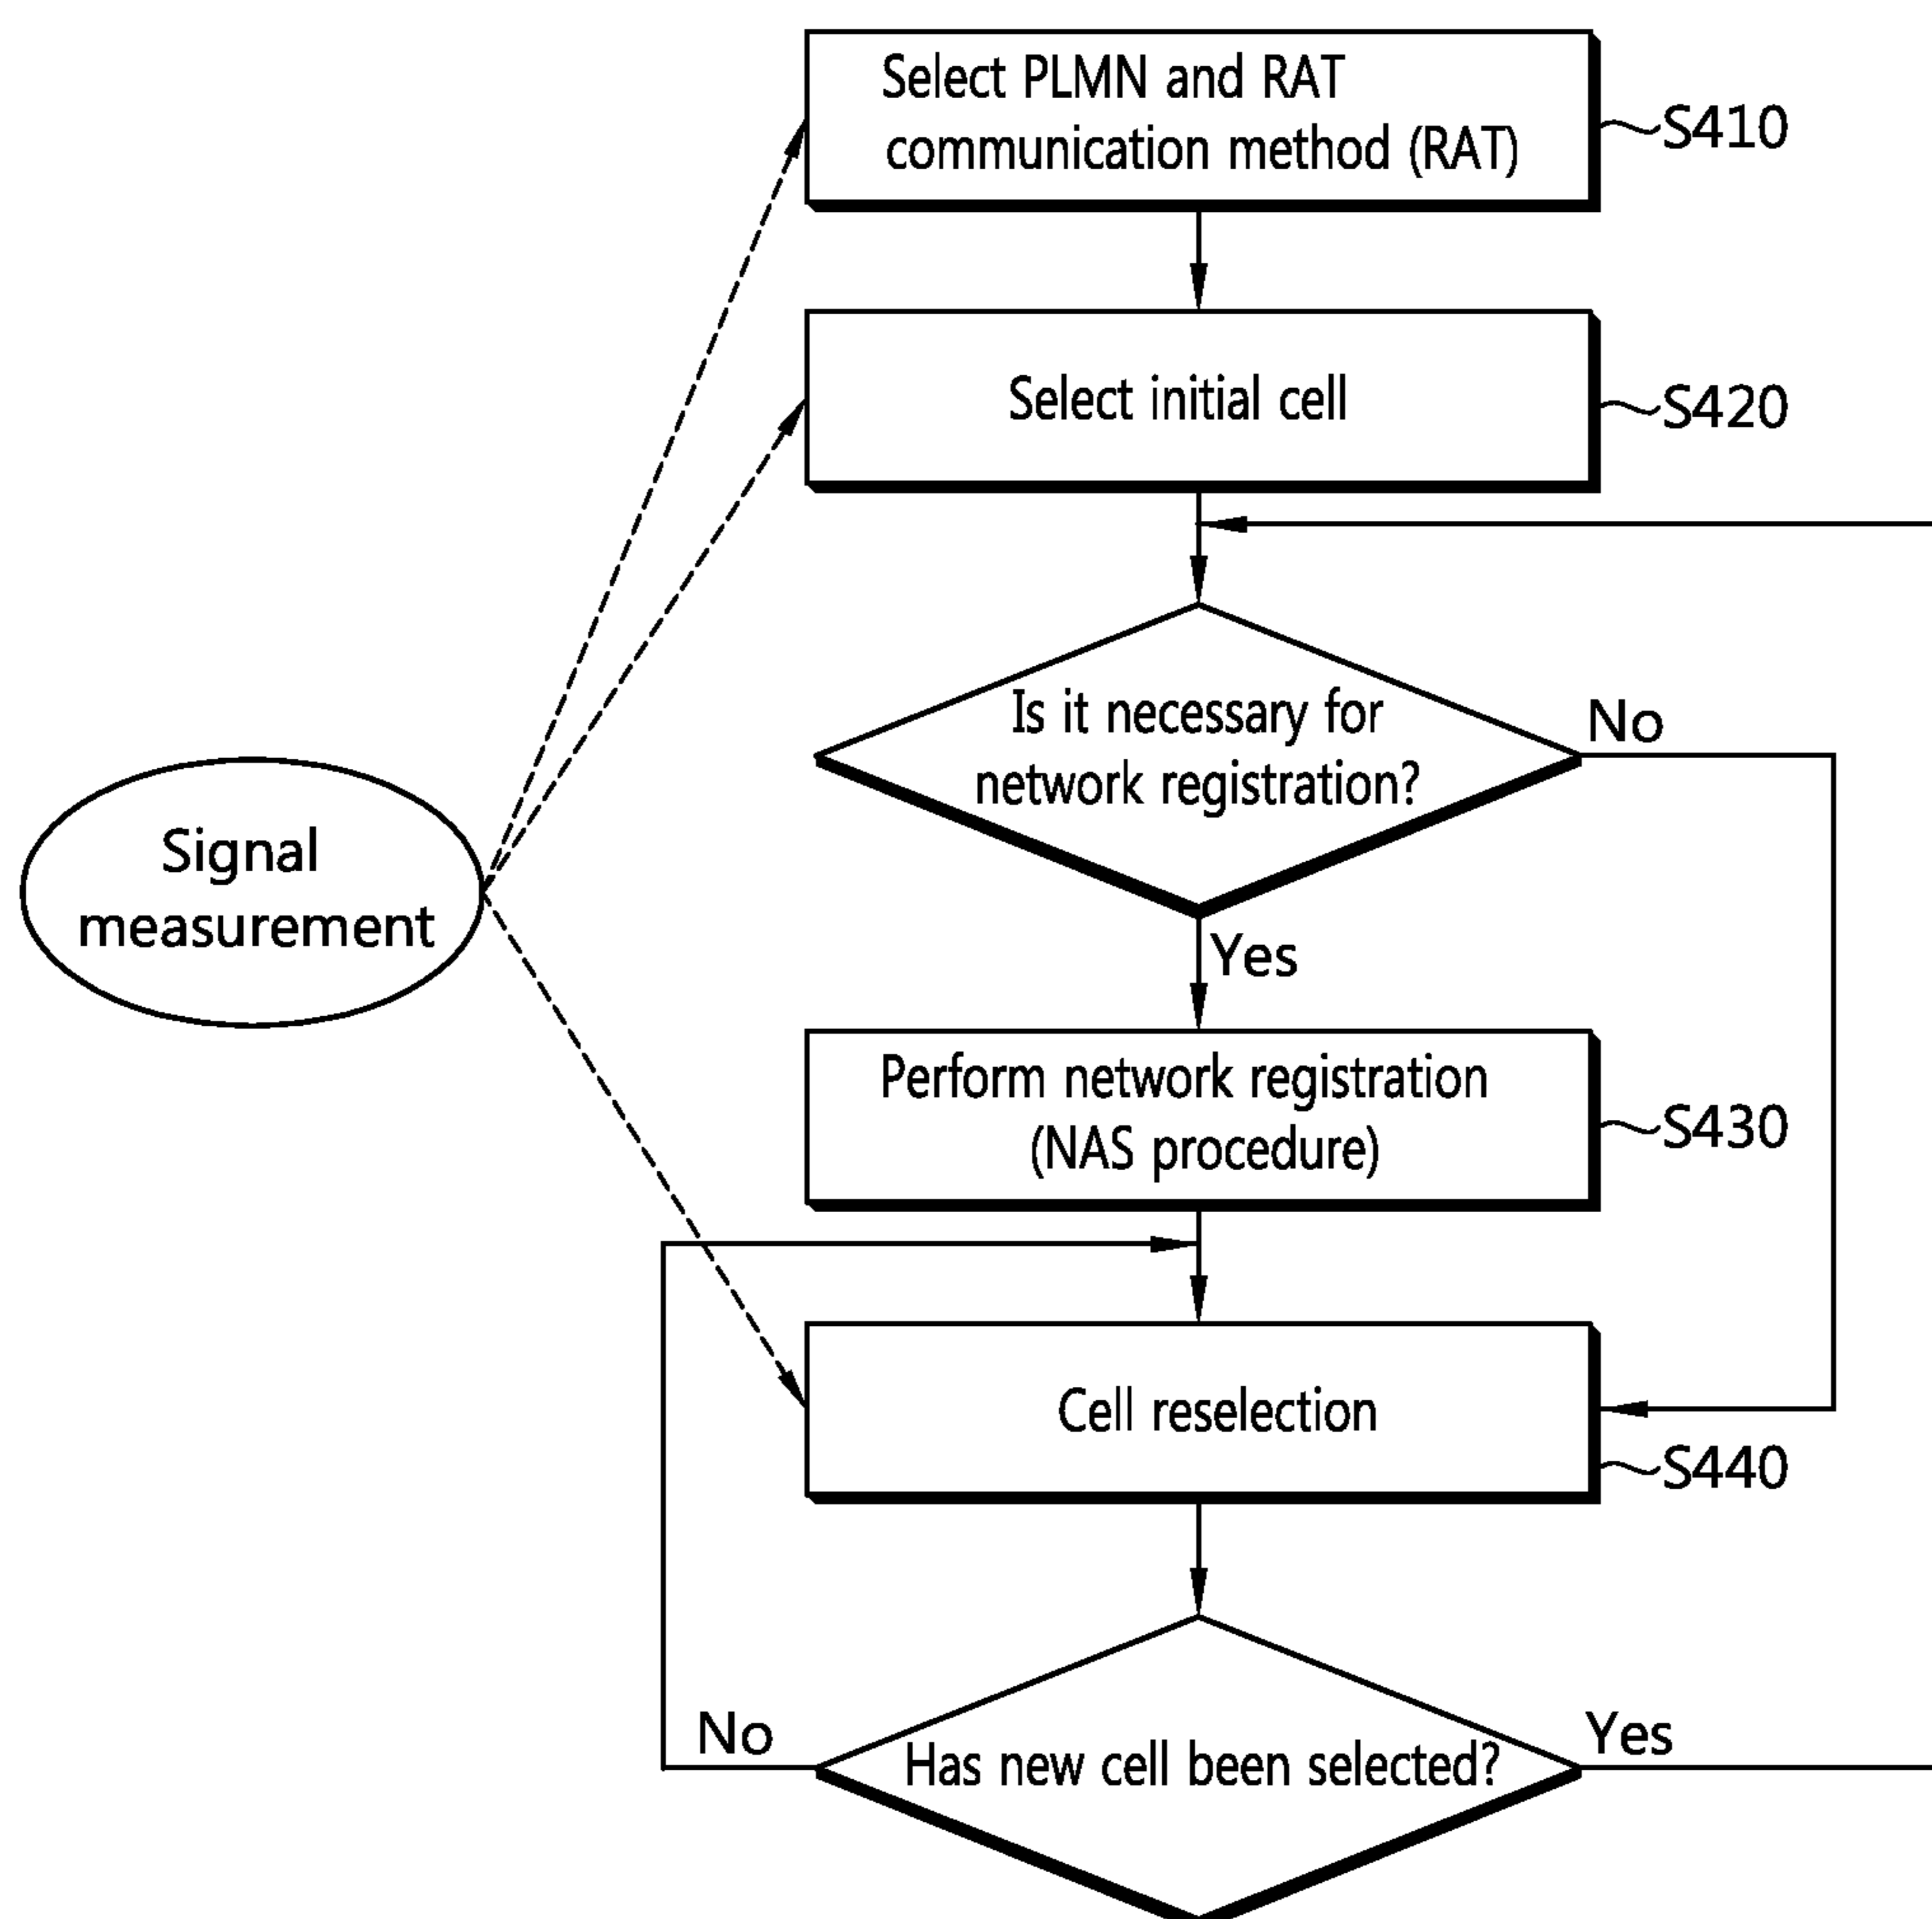 Select PLMN and RAT
communication method (RAT)
S410
Select initial cell
S420
Is it necessary for
network registration?
No
Signal
measurement
Yes
Perform network registration
(NAS procedure)
S430
Cell reselection
S440
No
Has new cell been selected?
Yes